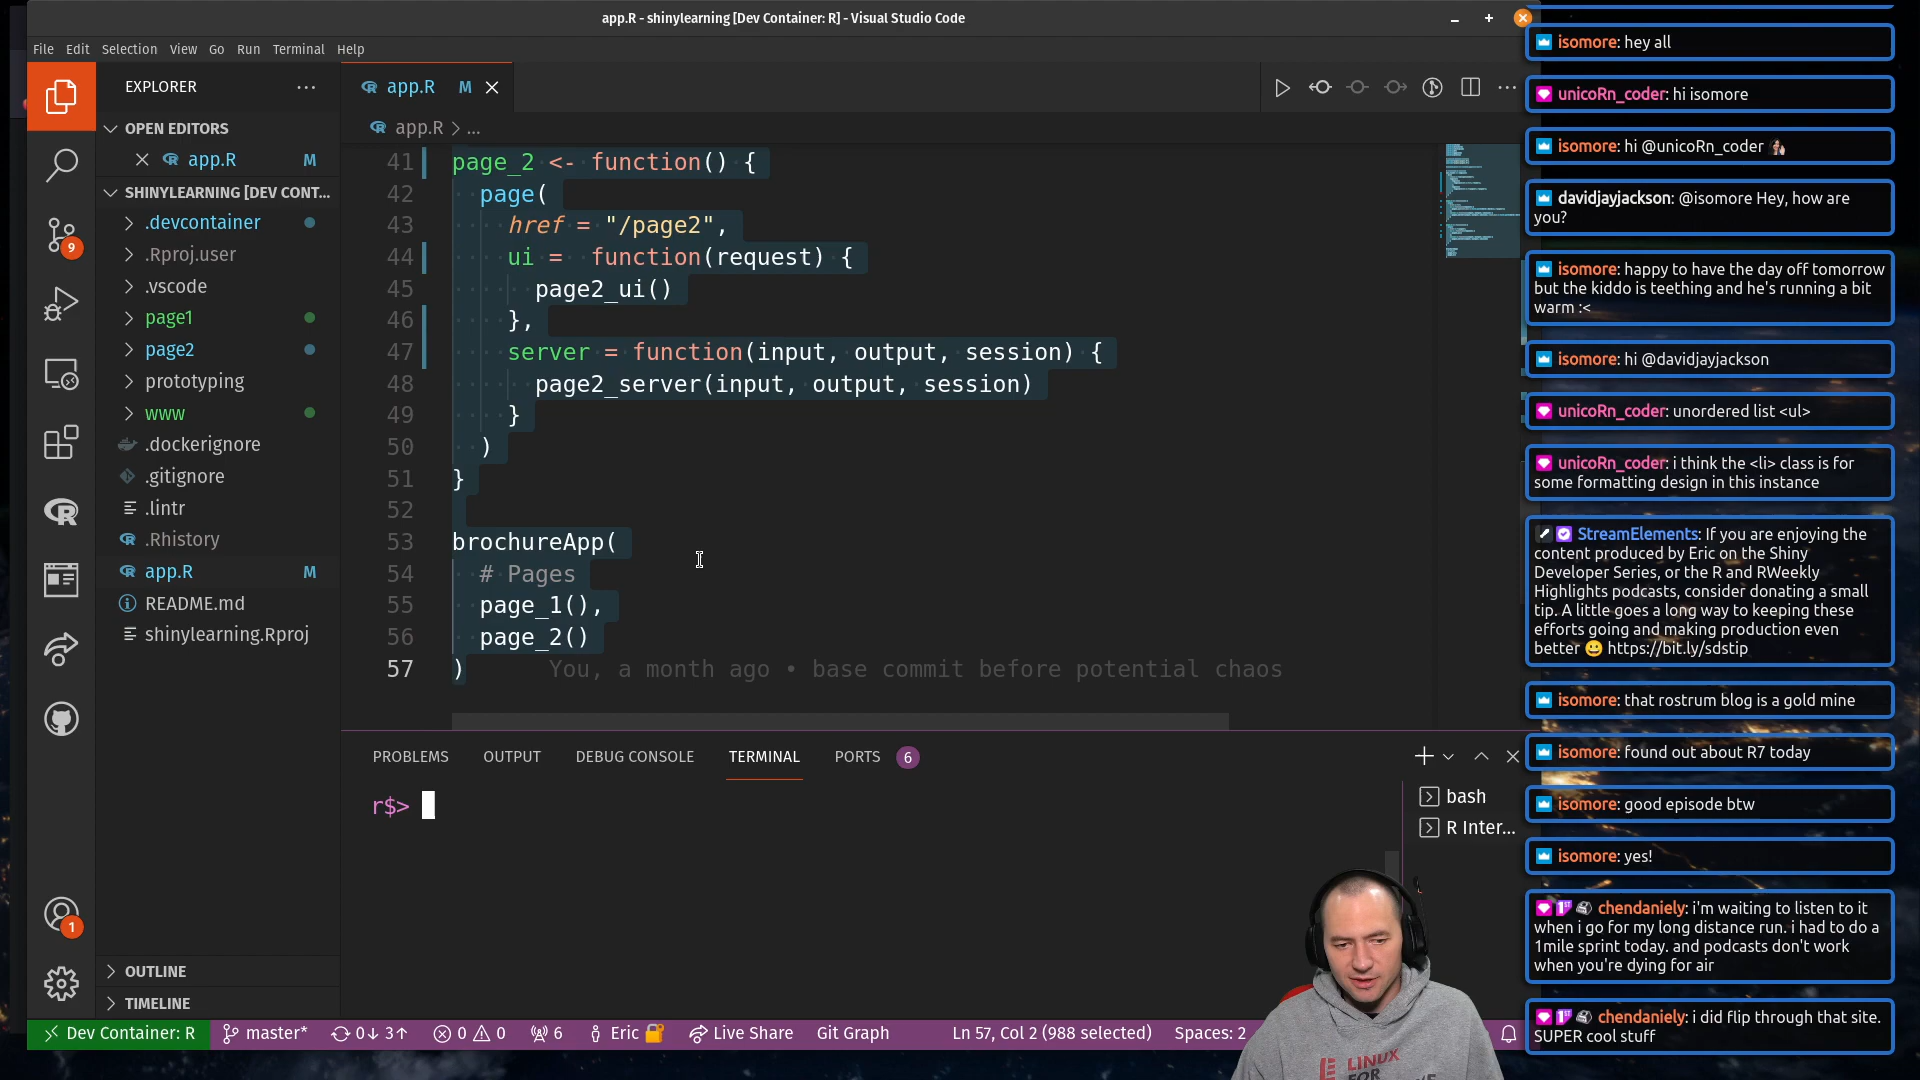 app.R - shinylearning [Dev Container: R] - Visual Studio Code
File Edit Selection View Go Run Terminal Help
EXPLORER
OPEN EDITORS
app.R M
SHINYLEARNING [DEV CONT...
.devcontainer
.Rproj.user
.vscode
page1
page2
prototyping
www
.dockerignore
.gitignore
.lintr
.Rhistory
app.R M
README.md
shinylearning.Rproj
OUTLINE
TIMELINE
9
1
app.R M
app.R > ...
41 page_2 <- function() {
42 page(
43 href = "/page2",
44 ui = function(request) {
45 page2_ui()
46 },
47 server = function(input, output, session) {
48 page2_server(input, output, session)
49 }
50 )
51 }
52
53 brochureApp(
54 # Pages
55 page_1(),
56 page_2()
57 ) You, a month ago • base commit before potential chaos
PROBLEMS OUTPUT DEBUG CONSOLE TERMINAL PORTS 6
r$>
bash
R Inter...
Dev Container: R master* 0↓ 3↑ 0 0 6 Eric Live Share Git Graph Ln 57, Col 2 (988 selected) Spaces: 2
LINUX
FOR
isomore: hey all
unicoRn_coder: hi isomore
isomore: hi @unicoRn_coder
davidjayjackson: @isomore Hey, how are
you?
isomore: happy to have the day off tomorrow
but the kiddo is teething and he's running a bit
warm :<
isomore: hi @davidjayjackson
unicoRn_coder: unordered list <ul>
unicoRn_coder: i think the <li> class is for
some formatting design in this instance
StreamElements: If you are enjoying the
content produced by Eric on the Shiny
Developer Series, or the R and RWeekly
Highlights podcasts, consider donating a small
tip. A little goes a long way to keeping these
efforts going and making production even
better 😀 https://bit.ly/sdstip
isomore: that rostrum blog is a gold mine
isomore: found out about R7 today
isomore: good episode btw
isomore: yes!
chendaniely: i'm waiting to listen to it
when i go for my long distance run. i had to do a
1mile sprint today. and podcasts don't work
when you're dying for air
chendaniely: i did flip through that site.
SUPER cool stuff